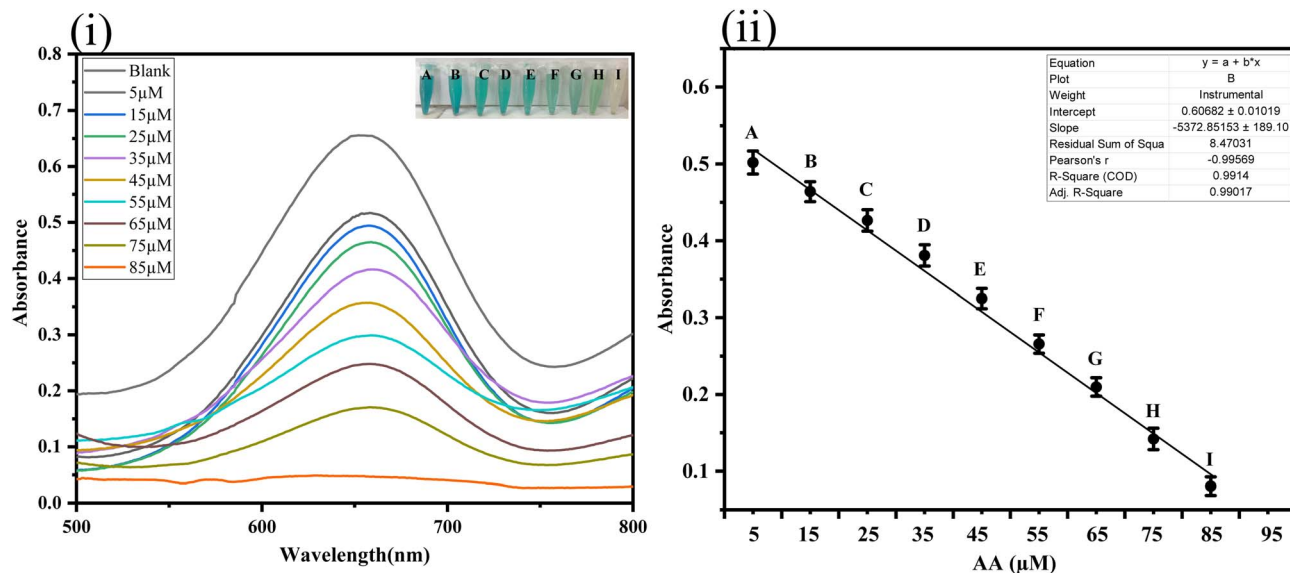 (i)
0.8
0.7
0.6
0.5
0.4
0.3
0.2
0.1
0.0
Absorbance
Blank
5µM
15µM
25µM
35µM
45µM
55µM
65µM
75µM
85µM
A B C D E F G H I
500 600 700 800
Wavelength(nm)
(ii)
0.6
0.5
0.4
0.3
0.2
0.1
Absorbance
Equation y = a + b*x
Plot B
Weight Instrumental
Intercept 0.60682 ± 0.01019
Slope -5372.85153 ± 189.10
Residual Sum of Squa 8.47031
Pearson's r -0.99569
R-Square (COD) 0.9914
Adj. R-Square 0.99017
A
B
C
D
E
F
G
H
I
5 15 25 35 45 55 65 75 85 95
AA (µM)